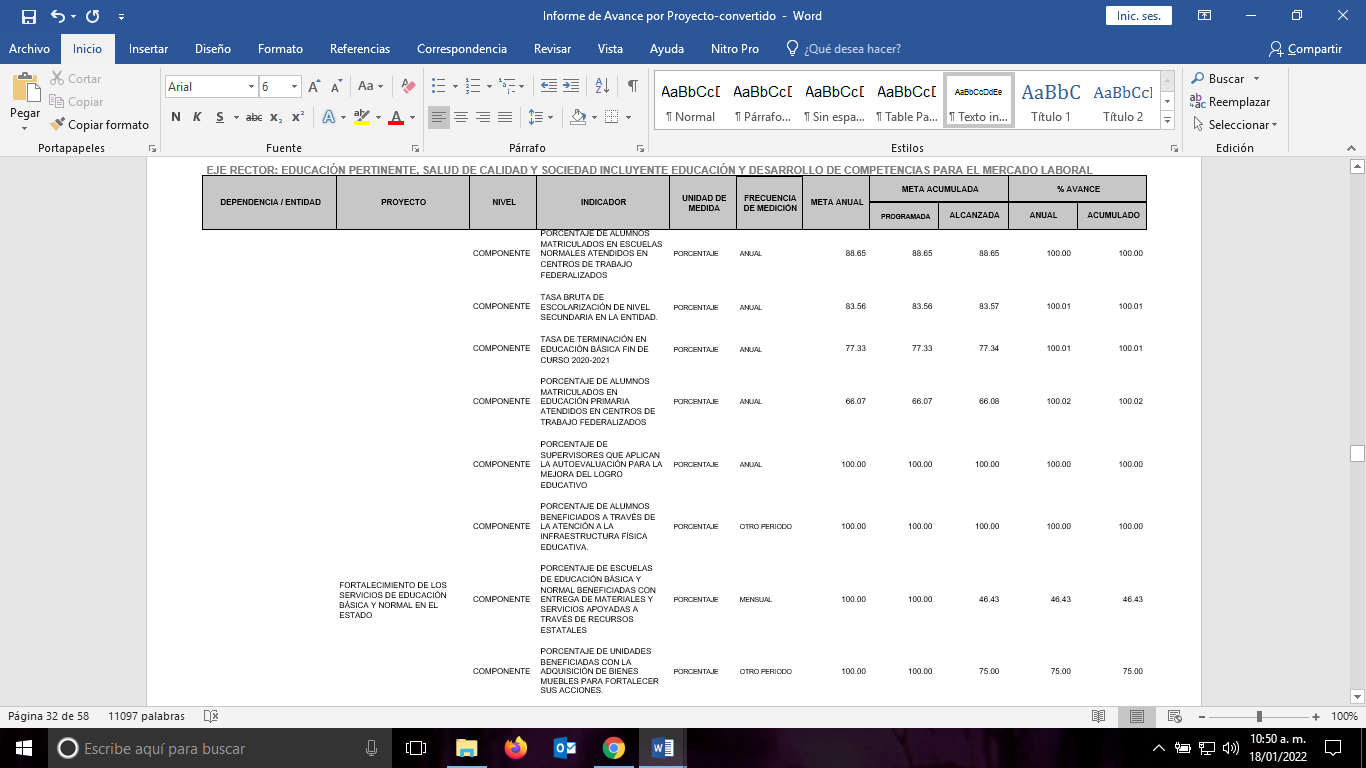 Informe de Avance por Proyecto-convertido - Word
Inic. ses.
Archivo Inicio Insertar Diseño Formato Referencias Correspondencia Revisar Vista Ayuda Nitro Pro ¿Qué desea hacer? Compartir
Pegar
Cortar
Copiar
Copiar formato
Portapapeles
Arial 6
N K S abc x₂ x²
Fuente
Párrafo
AaBbCcI AaBbCcI AaBbCcI AaBbCcI AaBbCcDdEe AaBbC AaBbCcI
¶ Normal ¶ Párrafo... ¶ Sin espa... ¶ Table Pa... ¶ Texto in... Título 1 Título 2
Estilos
Buscar
Reemplazar
Seleccionar
Edición
EJE RECTOR: EDUCACIÓN PERTINENTE, SALUD DE CALIDAD Y SOCIEDAD INCLUYENTE EDUCACIÓN Y DESARROLLO DE COMPETENCIAS PARA EL MERCADO LABORAL
DEPENDENCIA / ENTIDAD PROYECTO NIVEL INDICADOR UNIDAD DE MEDIDA FRECUENCIA DE MEDICIÓN META ANUAL META ACUMULADA % AVANCE
PROGRAMADA ALCANZADA ANUAL ACUMULADO
PORCENTAJE DE ALUMNOS
MATRICULADOS EN ESCUELAS
COMPONENTE NORMALES ATENDIDOS EN PORCENTAJE ANUAL 88.65 88.65 88.65 100.00 100.00
CENTROS DE TRABAJO
FEDERALIZADOS
TASA BRUTA DE
COMPONENTE ESCOLARIZACIÓN DE NIVEL PORCENTAJE ANUAL 83.56 83.56 83.57 100.01 100.01
SECUNDARIA EN LA ENTIDAD.
TASA DE TERMINACIÓN EN
COMPONENTE EDUCACIÓN BÁSICA FIN DE PORCENTAJE ANUAL 77.33 77.33 77.34 100.01 100.01
CURSO 2020-2021
PORCENTAJE DE ALUMNOS
MATRICULADOS EN
COMPONENTE EDUCACIÓN PRIMARIA PORCENTAJE ANUAL 66.07 66.07 66.08 100.02 100.02
ATENDIDOS EN CENTROS DE
TRABAJO FEDERALIZADOS
PORCENTAJE DE
SUPERVISORES QUE APLICAN
COMPONENTE LA AUTOEVALUACIÓN PARA LA PORCENTAJE ANUAL 100.00 100.00 100.00 100.00 100.00
MEJORA DEL LOGRO
EDUCATIVO
PORCENTAJE DE ALUMNOS
BENEFICIADOS A TRAVÉS DE
COMPONENTE LA ATENCIÓN A LA PORCENTAJE OTRO PERIODO 100.00 100.00 100.00 100.00 100.00
INFRAESTRUCTURA FÍSICA
EDUCATIVA.
PORCENTAJE DE ESCUELAS
FORTALECIMIENTO DE LOS DE EDUCACIÓN BÁSICA Y
SERVICIOS DE EDUCACIÓN NORMAL BENEFICIADAS CON
BÁSICA Y NORMAL EN EL COMPONENTE ENTREGA DE MATERIALES Y PORCENTAJE MENSUAL 100.00 100.00 46.43 46.43 46.43
ESTADO SERVICIOS APOYADAS A
TRAVÉS DE RECURSOS
ESTATALES
PORCENTAJE DE UNIDADES
BENEFICIADAS CON LA
COMPONENTE ADQUISICIÓN DE BIENES PORCENTAJE OTRO PERIODO 100.00 100.00 75.00 75.00 75.00
MUEBLES PARA FORTALECER
SUS ACCIONES.
Página 32 de 58 11097 palabras 100%
Escribe aquí para buscar
10:50 a. m.
18/01/2022